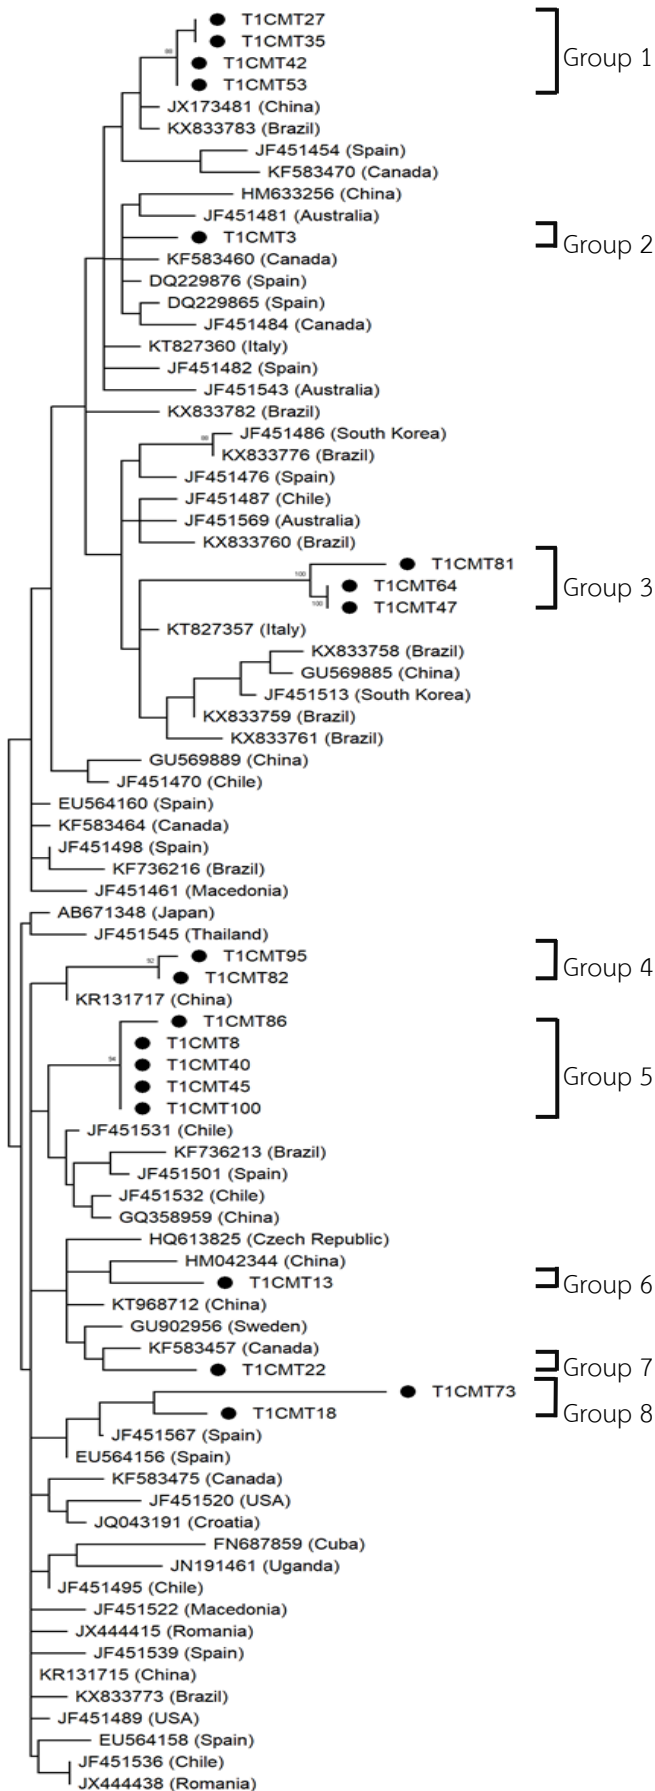 T1CMT27
T1CMT35
Group 1
88
T1CMT42
T1CMT53
JX173481 (China)
KX833783 (Brazil)
JF451454 (Spain)
KF583470 (Canada)
HM633256 (China)
JF451481 (Australia)
T1CMT3
Group 2
KF583460 (Canada)
DQ229876 (Spain)
DQ229865 (Spain)
JF451484 (Canada)
KT827360 (Italy)
JF451482 (Spain)
JF451543 (Australia)
KX833782 (Brazil)
JF451486 (South Korea)
88
KX833776 (Brazil)
JF451476 (Spain)
JF451487 (Chile)
JF451569 (Australia)
KX833760 (Brazil)
T1CMT81
100
T1CMT64
Group 3
100
T1CMT47
KT827357 (Italy)
KX833758 (Brazil)
GU569885 (China)
JF451513 (South Korea)
KX833759 (Brazil)
KX833761 (Brazil)
GU569889 (China)
JF451470 (Chile)
EU564160 (Spain)
KF583464 (Canada)
JF451498 (Spain)
KF736216 (Brazil)
JF451461 (Macedonia)
AB671348 (Japan)
JF451545 (Thailand)
92
T1CMT95
Group 4
T1CMT82
KR131717 (China)
T1CMT86
T1CMT8
94
T1CMT40
Group 5
T1CMT45
T1CMT100
JF451531 (Chile)
KF736213 (Brazil)
JF451501 (Spain)
JF451532 (Chile)
GQ358959 (China)
HQ613825 (Czech Republic)
HM042344 (China)
T1CMT13
Group 6
KT968712 (China)
GU902956 (Sweden)
KF583457 (Canada)
T1CMT22
Group 7
T1CMT73
T1CMT18
Group 8
JF451567 (Spain)
EU564156 (Spain)
KF583475 (Canada)
JF451520 (USA)
JQ043191 (Croatia)
FN687859 (Cuba)
JN191461 (Uganda)
JF451495 (Chile)
JF451522 (Macedonia)
JX444415 (Romania)
JF451539 (Spain)
KR131715 (China)
KX833773 (Brazil)
JF451489 (USA)
EU564158 (Spain)
JF451536 (Chile)
JX444438 (Romania)